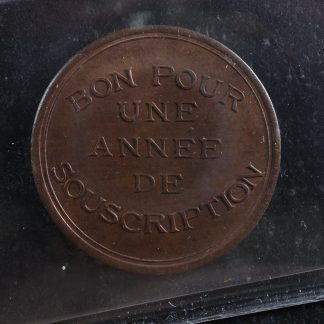 BON POUR
UNE
ANNÉE
DE
SOUSCRIPTION